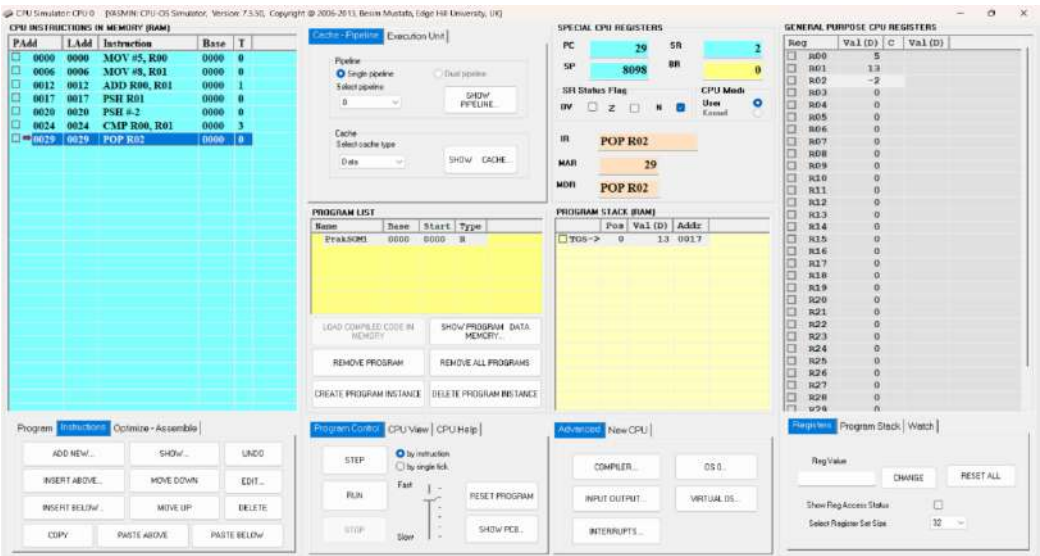 CPU Simulator: CPU 0 [YASMIN: CPU-OS Simulator, Version: 7.5.50, Copyright © 2006-2013, Besim Mustafa, Edge Hill University, UK]
CPU INSTRUCTIONS IN MEMORY (RAM)
PAdd LAdd Instruction Base T
0000 0000 MOV #5, R00 0000 0
0006 0006 MOV #8, R01 0000 0
0012 0012 ADD R00, R01 0000 1
0017 0017 PSH R01 0000 0
0020 0020 PSH #-2 0000 0
0024 0024 CMP R00, R01 0000 3
0029 0029 POP R02 0000 0
Program Instructions Optimize - Assemble
ADD NEW... SHOW... UNDO
INSERT ABOVE... MOVE DOWN EDIT...
INSERT BELOW... MOVE UP DELETE
COPY PASTE ABOVE PASTE BELOW
Cache - Pipeline Execution Unit
Pipeline
Single pipeline Dual pipeline
Select pipeline
0 SHOW PIPELINE...
Cache
Select cache type
Data SHOW CACHE...
PROGRAM LIST
Name Base Start Type
PrakSOM1 0000 0000 R
LOAD COMPILED CODE IN MEMORY SHOW PROGRAM DATA MEMORY...
REMOVE PROGRAM REMOVE ALL PROGRAMS
CREATE PROGRAM INSTANCE DELETE PROGRAM INSTANCE
Program Control CPU View CPU Help
STEP by instruction
by single tick
RUN Fast RESET PROGRAM
STOP Slow SHOW PCB...
SPECIAL CPU REGISTERS
PC 29 SR 2
SP 8098 BR 0
SR Status Flag CPU Mode
OV Z N User
Kernel
IR POP R02
MAR 29
MDR POP R02
PROGRAM STACK (RAM)
Pos Val (D) Addr
TOS-> 0 13 0017
Advanced New CPU
COMPILER... OS 0...
INPUT OUTPUT... VIRTUAL OS...
INTERRUPTS...
GENERAL PURPOSE CPU REGISTERS
Reg Val (D) C Val (D)
R00 5
R01 13
R02 -2
R03 0
R04 0
R05 0
R06 0
R07 0
R08 0
R09 0
R10 0
R11 0
R12 0
R13 0
R14 0
R15 0
R16 0
R17 0
R18 0
R19 0
R20 0
R21 0
R22 0
R23 0
R24 0
R25 0
R26 0
R27 0
R28 0
R29 0
Registers Program Stack Watch
Reg Value
CHANGE RESET ALL
Show Reg Access Status
Select Register Set Size 32